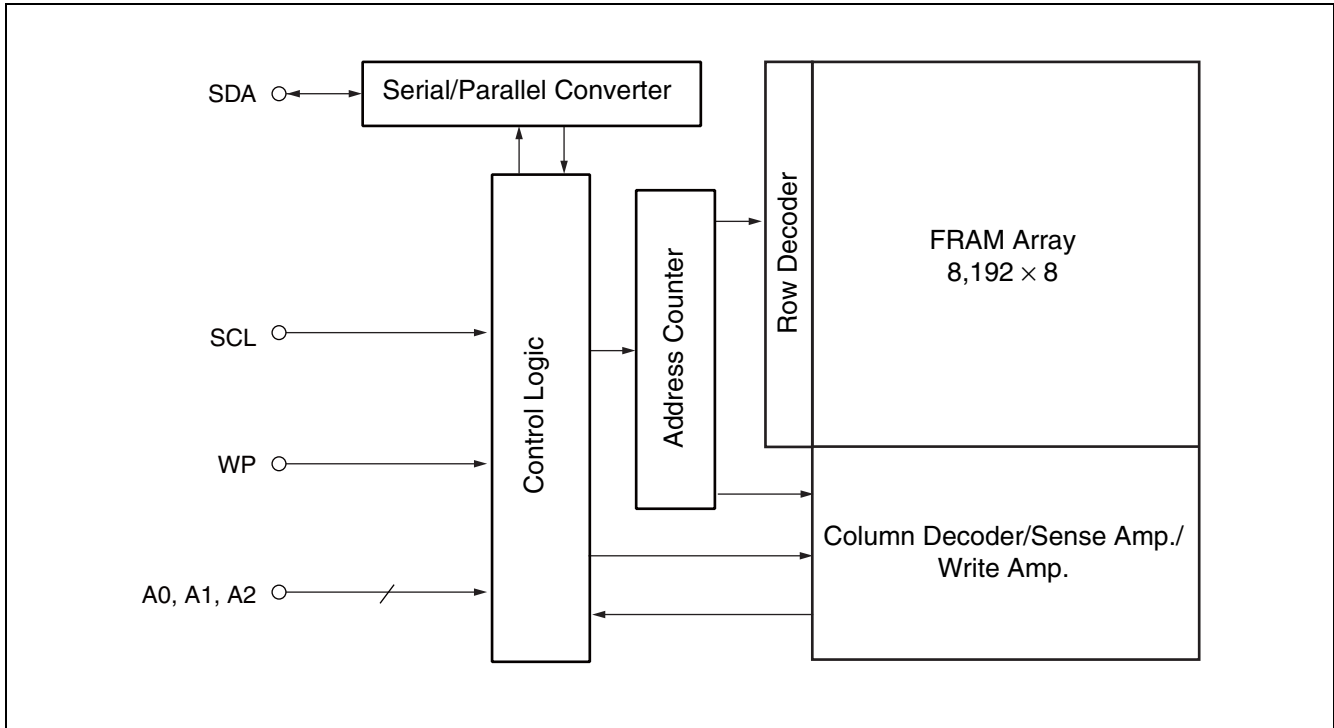 SDA
Serial/Parallel Converter
SCL
WP
A0, A1, A2
Control Logic
Address Counter
Row Decoder
FRAM Array
8,192 × 8
Column Decoder/Sense Amp./
Write Amp.